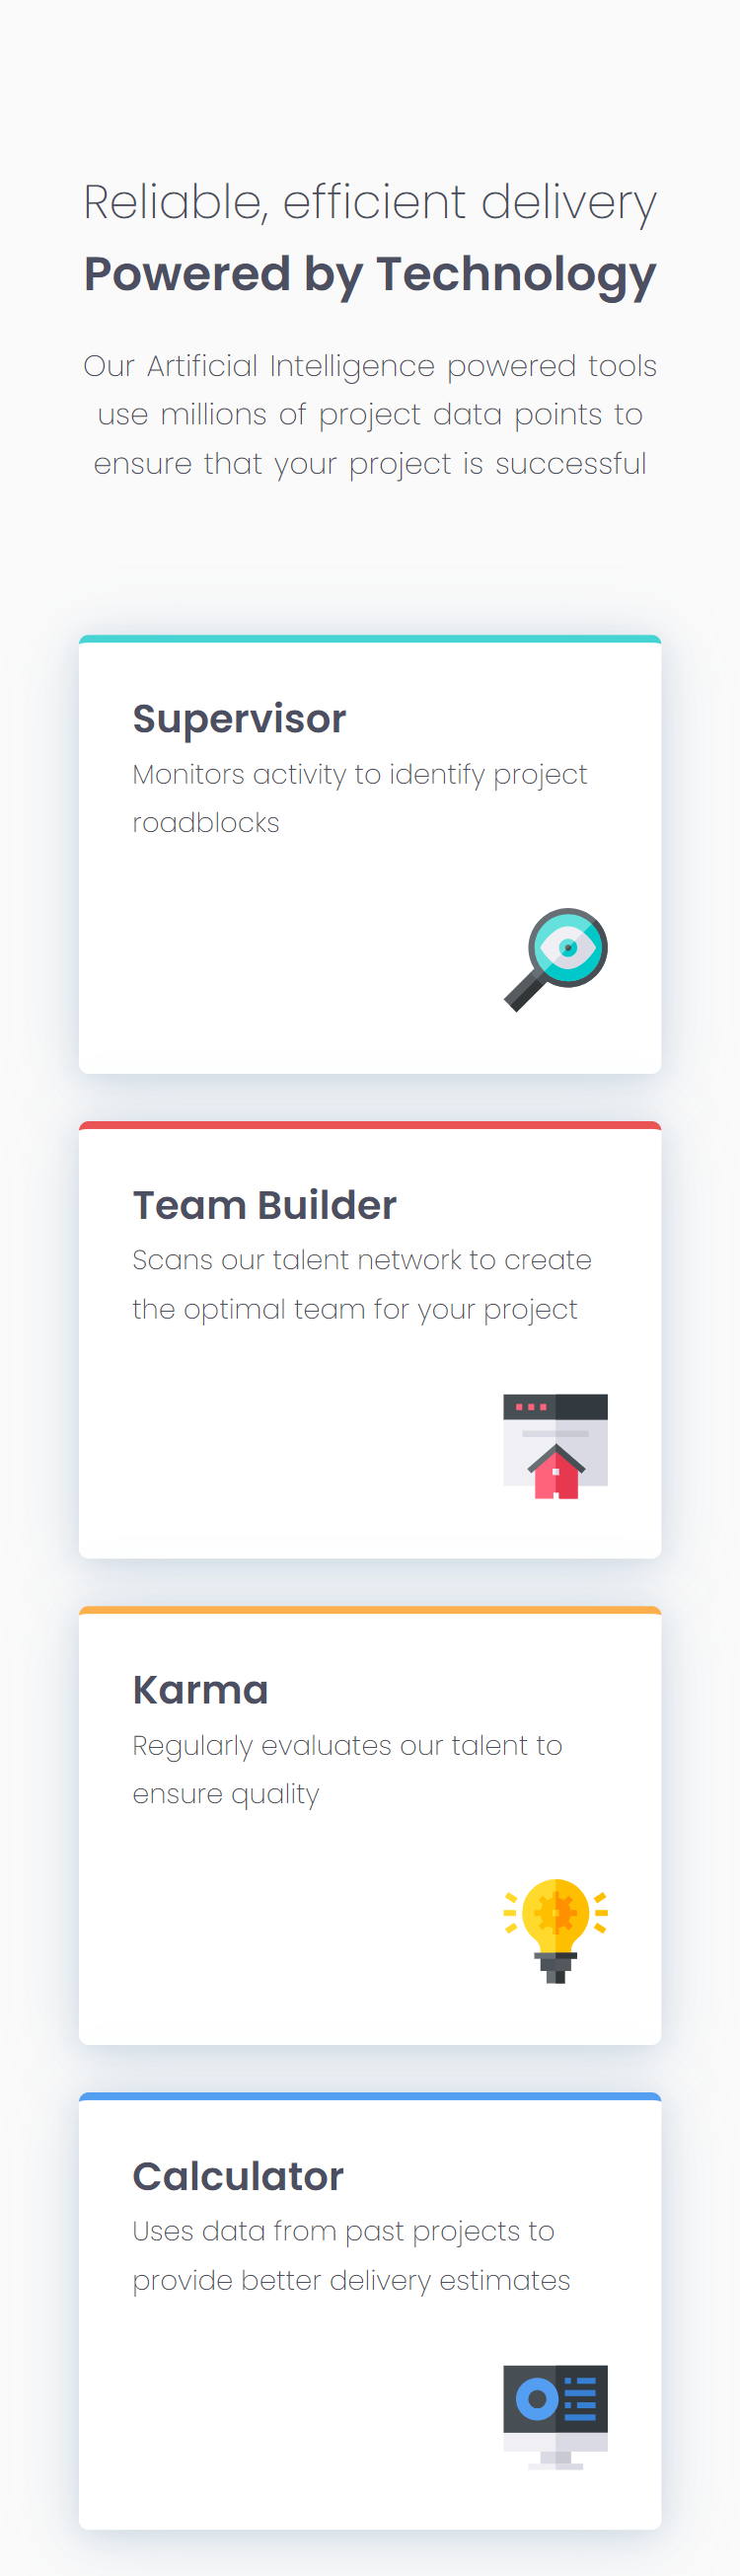 Reliable, efficient delivery
Powered by Technology
Our Artificial Intelligence powered tools
use millions of project data points to
ensure that your project is successful
Supervisor
Monitors activity to identify project
roadblocks
Team Builder
Scans our talent network to create
the optimal team for your project
Karma
Regularly evaluates our talent to
ensure quality
Calculator
Uses data from past projects to
provide better delivery estimates